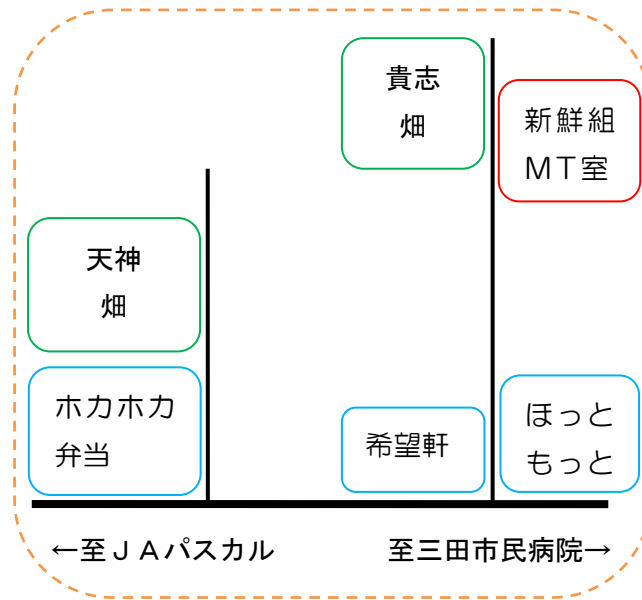 貴志
畑
新鮮組
ＭＴ室
天神
畑
ホカホカ
弁当
希望軒
ほっと
もっと
←至ＪＡパスカル
至三田市民病院→